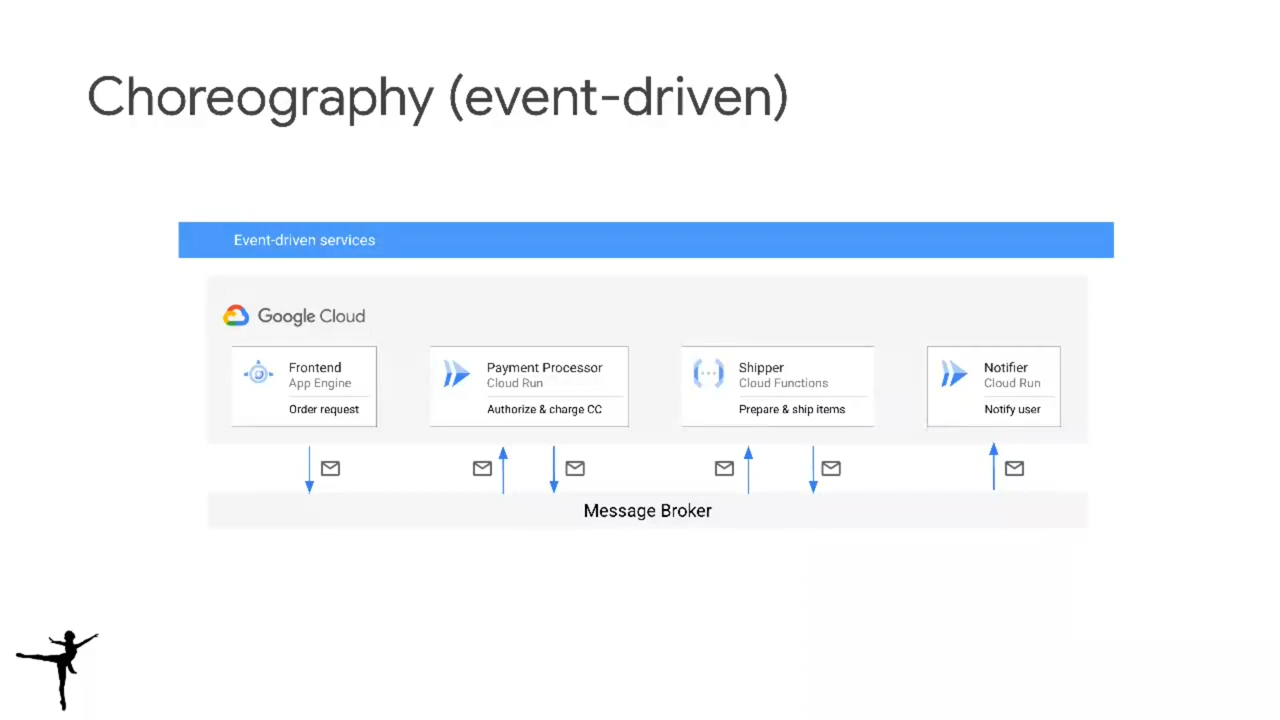 Choreography (event-driven)
Event-driven services
Google Cloud
Frontend
App Engine
Order request
Payment Processor
Cloud Run
Authorize & charge CC
Shipper
Cloud Functions
Prepare & ship items
Notifier
Cloud Run
Notify user
Message Broker